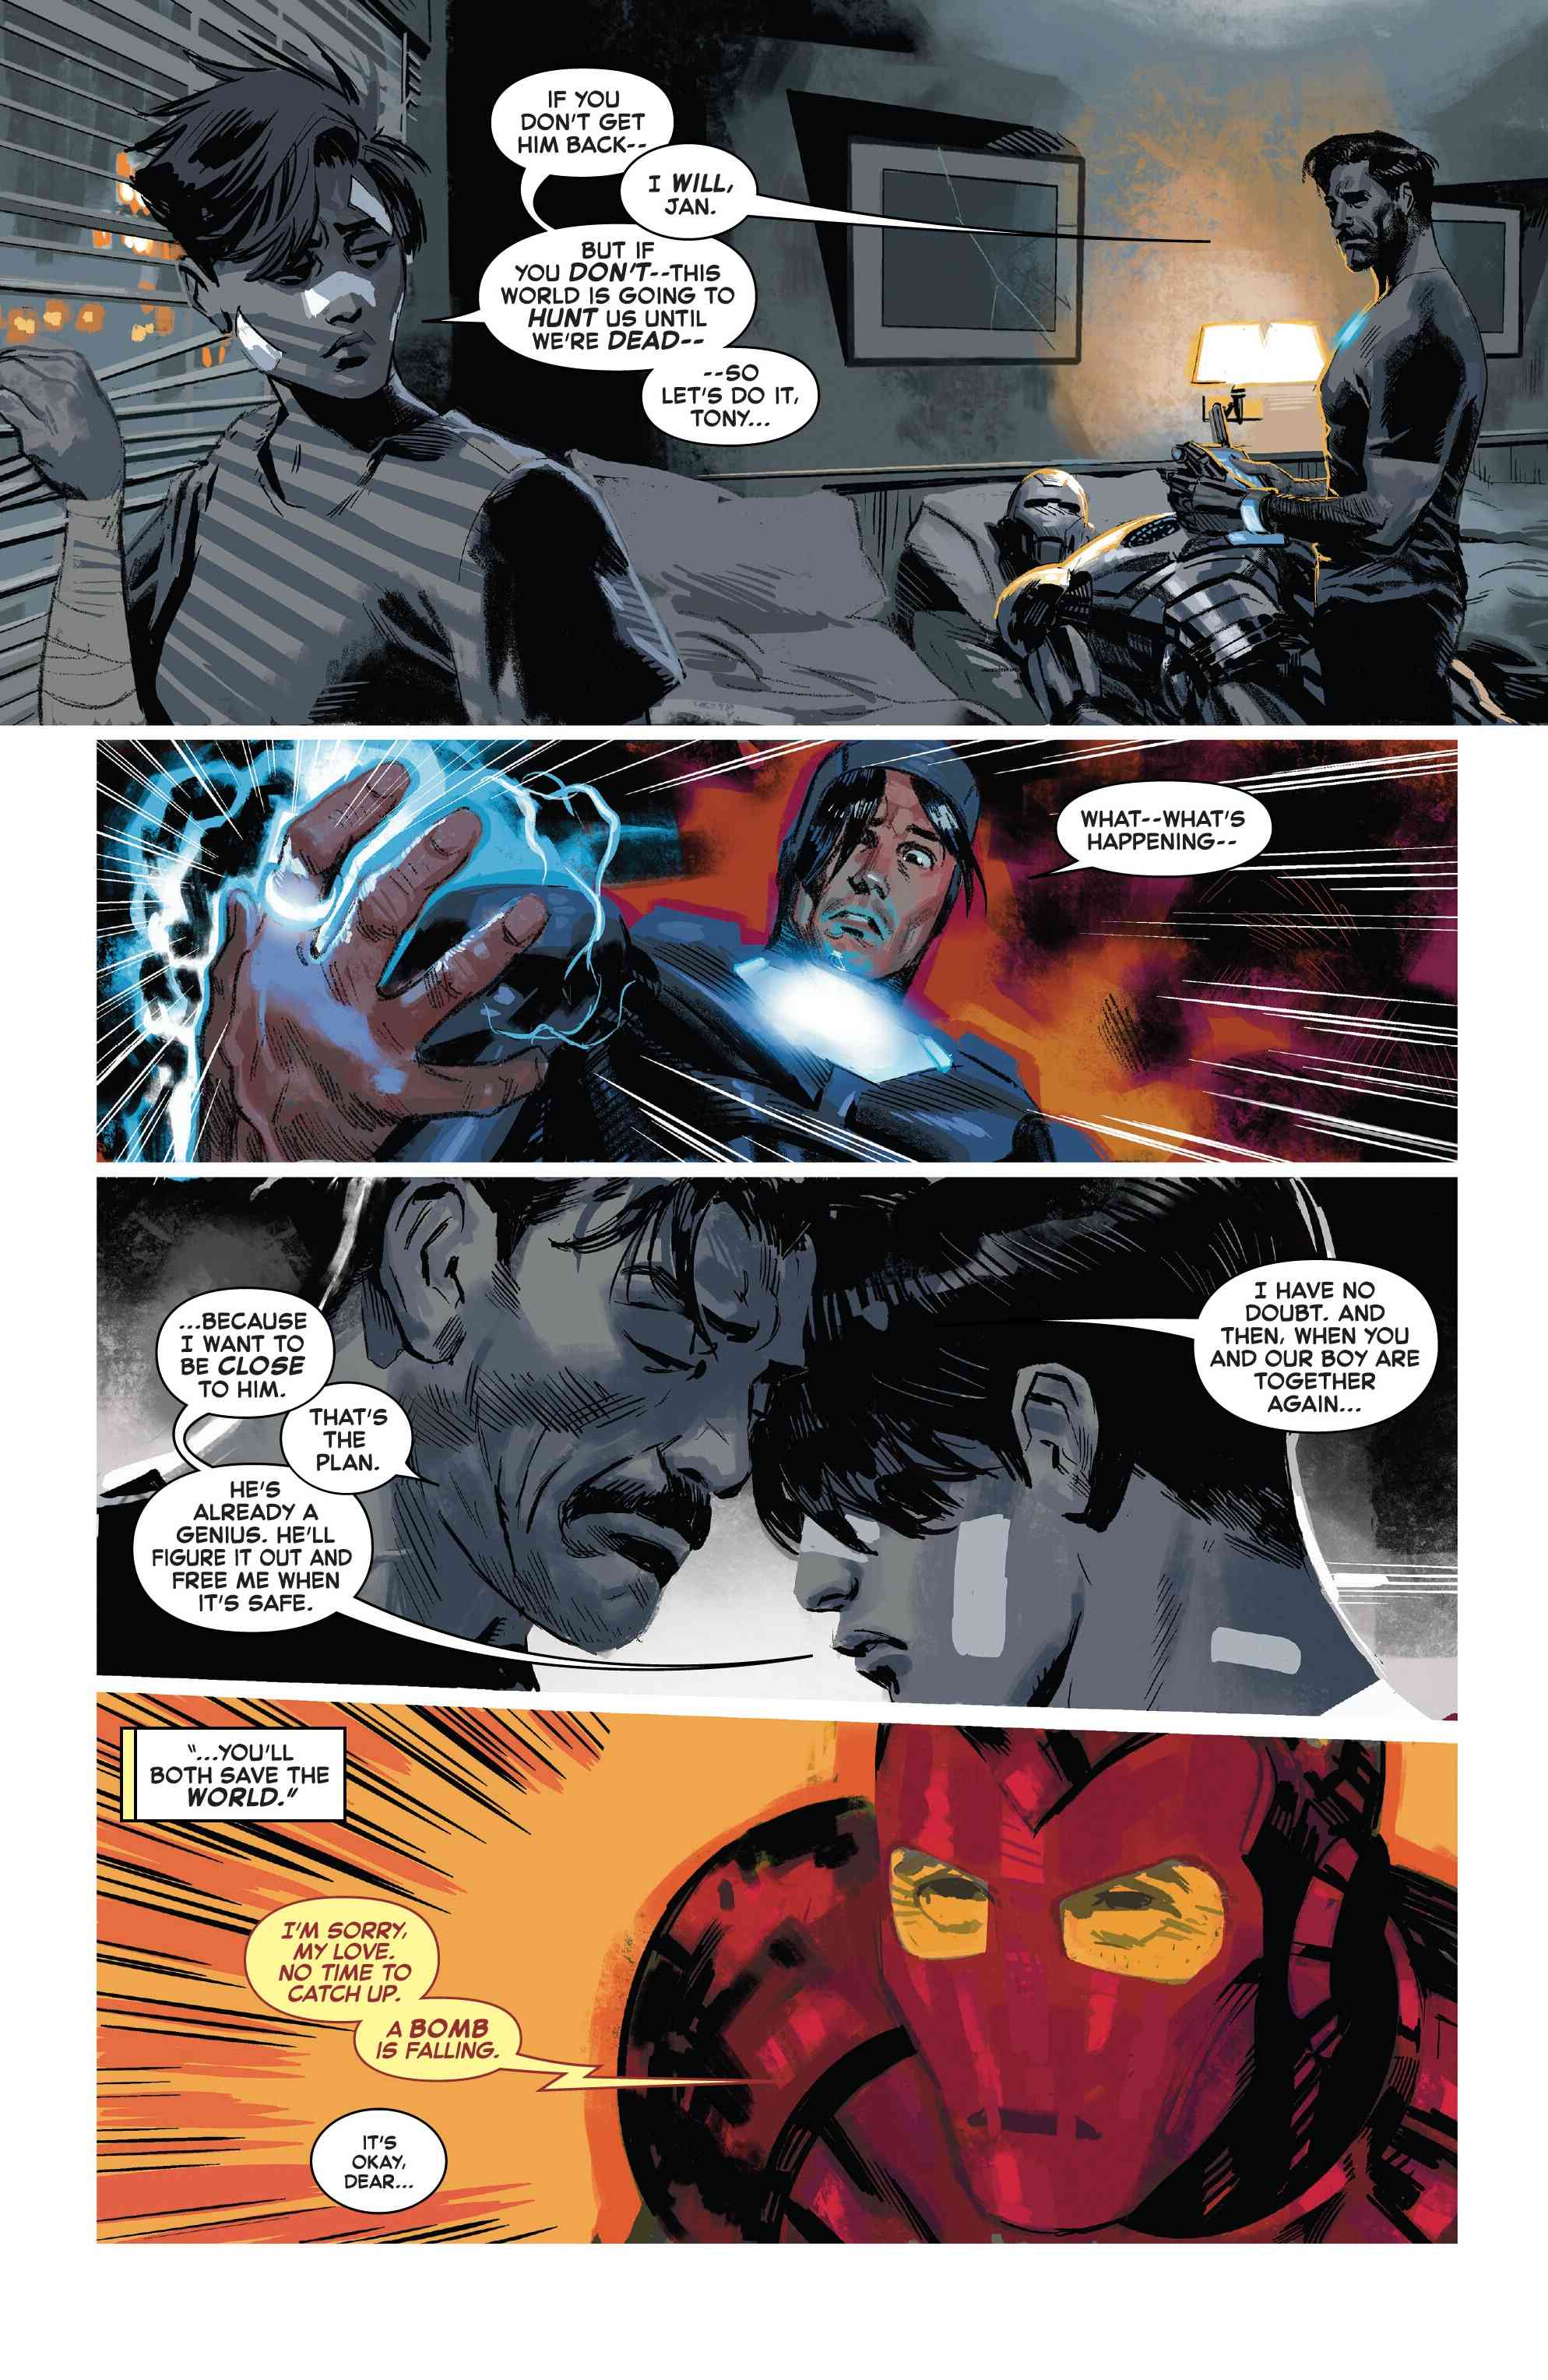 IF YOU
DON'T GET
HIM BACK--
I WILL,
JAN.
BUT IF
YOU DON'T--THIS
WORLD IS GOING TO
HUNT US UNTIL
WE'RE DEAD--
--SO
LET'S DO IT,
TONY...
WHAT--WHAT'S
HAPPENING--
...BECAUSE
I WANT TO
BE CLOSE
TO HIM.
THAT'S
THE
PLAN.
HE'S
ALREADY A
GENIUS. HE'LL
FIGURE IT OUT AND
FREE ME WHEN
IT'S SAFE.
I HAVE NO
DOUBT. AND
THEN, WHEN YOU
AND OUR BOY ARE
TOGETHER
AGAIN...
"...YOU'LL
BOTH SAVE THE
WORLD."
I'M SORRY,
MY LOVE.
NO TIME TO
CATCH UP.
A BOMB
IS FALLING.
IT'S
OKAY,
DEAR...